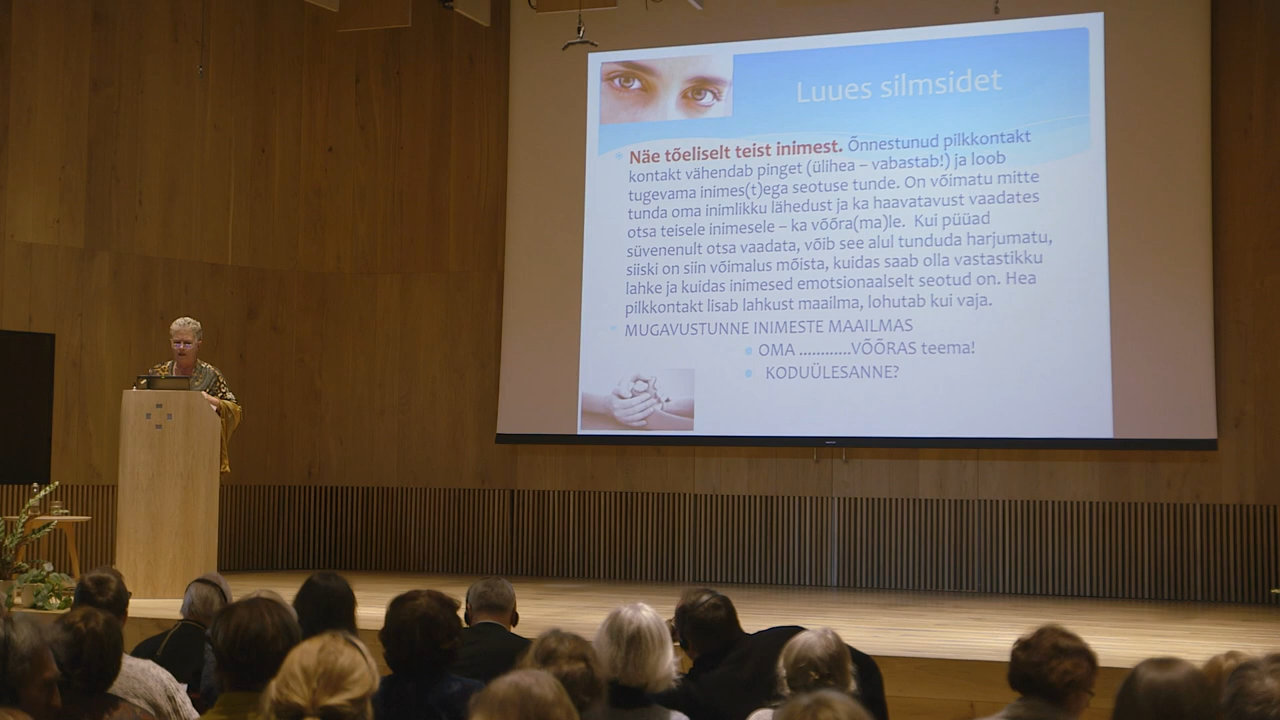 Luues silmsidet
Näe tõeliselt teist inimest. Õnnestunud pilkkontakt
kontakt vähendab pinget (ülihea – vabastab!) ja loob
tugevama inimes(t)ega seotuse tunde. On võimatu mitte
tunda oma inimlikku lähedust ja ka haavatavust vaadates
otsa teisele inimesele – ka võõra(ma)le. Kui püüad
süvenenult otsa vaadata, võib see alul tunduda harjumatu,
siiski on siin võimalus mõista, kuidas saab olla vastastikku
lahke ja kuidas inimesed emotsionaalselt seotud on. Hea
pilkkontakt lisab lahkust maailma, lohutab kui vaja.
MUGAVUSTUNNE INIMESTE MAAILMAS
OMA ............VÕÕRAS teema!
KODUÜLESANNE?